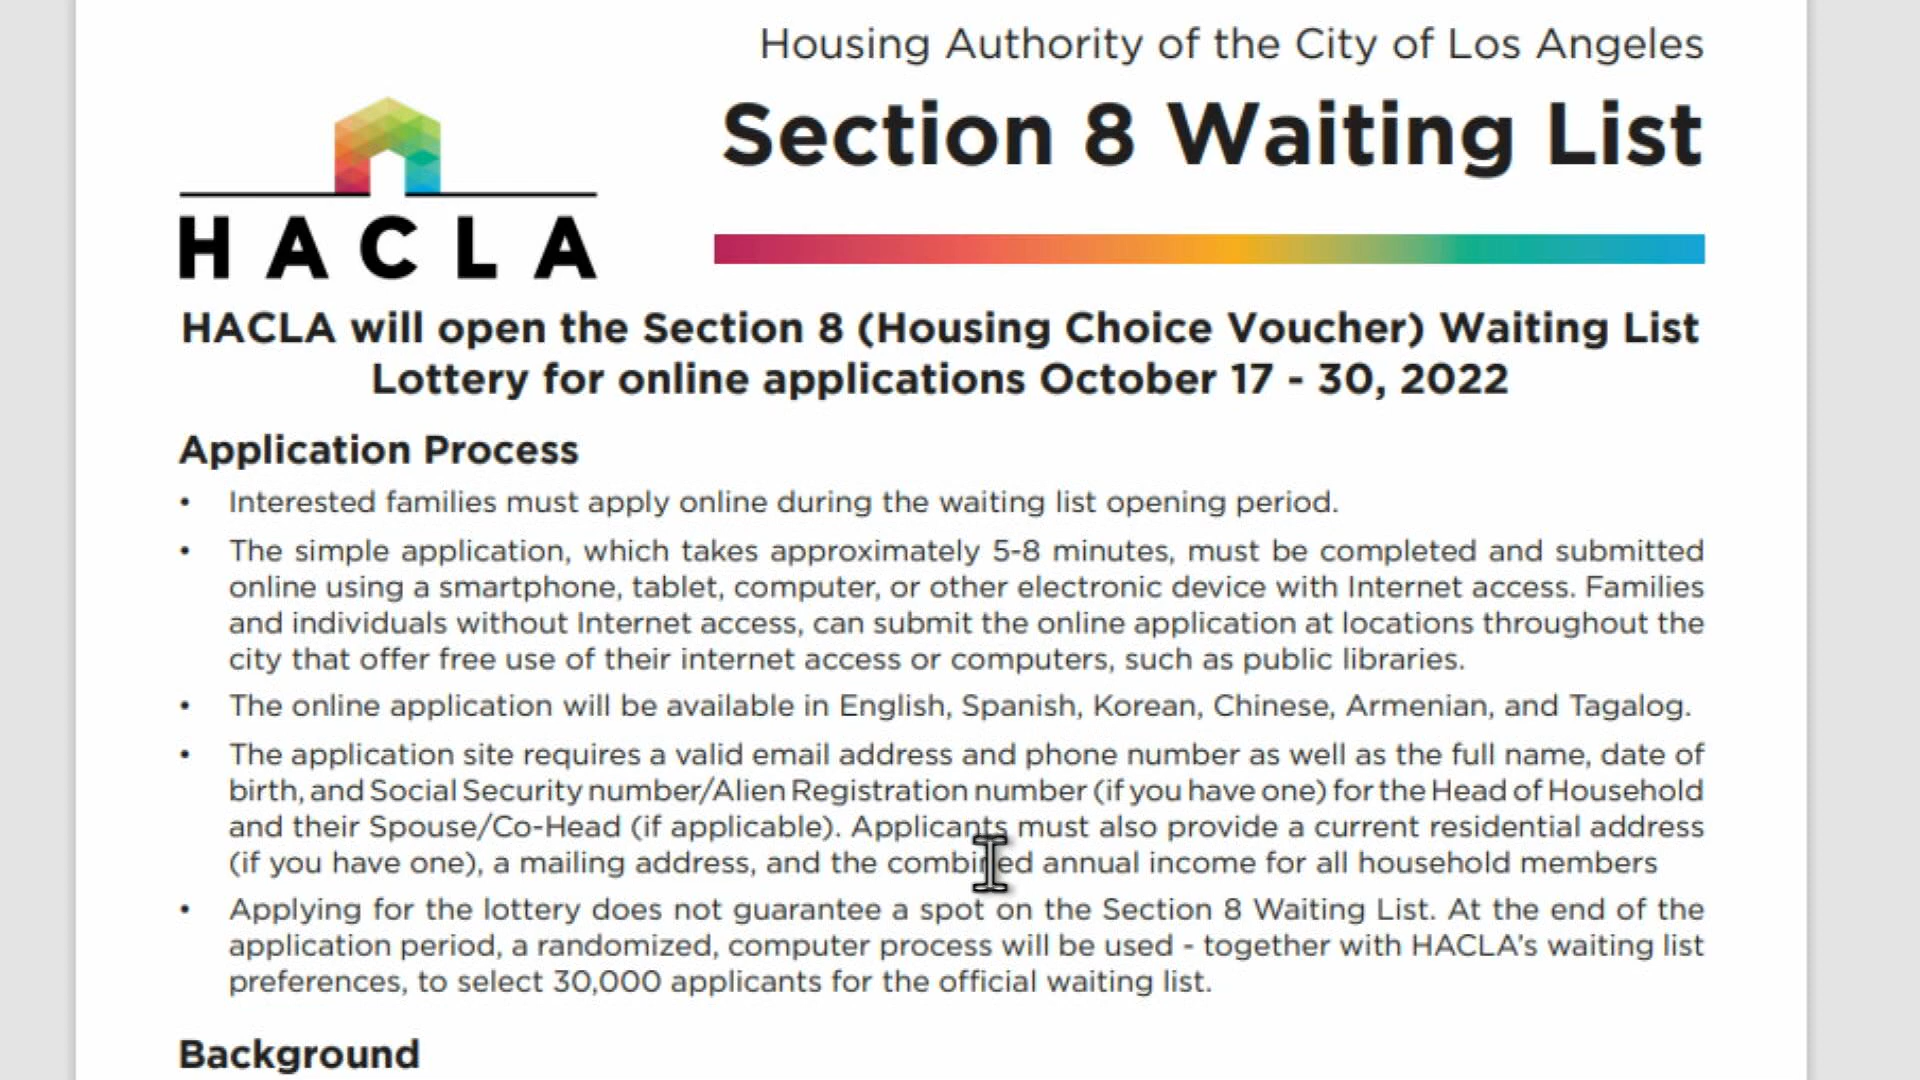 Housing Authority of the City of Los Angeles
Section 8 Waiting List
HACLA
HACLA will open the Section 8 (Housing Choice Voucher) Waiting List
Lottery for online applications October 17 - 30, 2022
Application Process
• Interested families must apply online during the waiting list opening period.
• The simple application, which takes approximately 5-8 minutes, must be completed and submitted
online using a smartphone, tablet, computer, or other electronic device with Internet access. Families
and individuals without Internet access, can submit the online application at locations throughout the
city that offer free use of their internet access or computers, such as public libraries.
• The online application will be available in English, Spanish, Korean, Chinese, Armenian, and Tagalog.
• The application site requires a valid email address and phone number as well as the full name, date of
birth, and Social Security number/Alien Registration number (if you have one) for the Head of Household
and their Spouse/Co-Head (if applicable). Applicants must also provide a current residential address
(if you have one), a mailing address, and the combined annual income for all household members
• Applying for the lottery does not guarantee a spot on the Section 8 Waiting List. At the end of the
application period, a randomized, computer process will be used - together with HACLA's waiting list
preferences, to select 30,000 applicants for the official waiting list.
Background